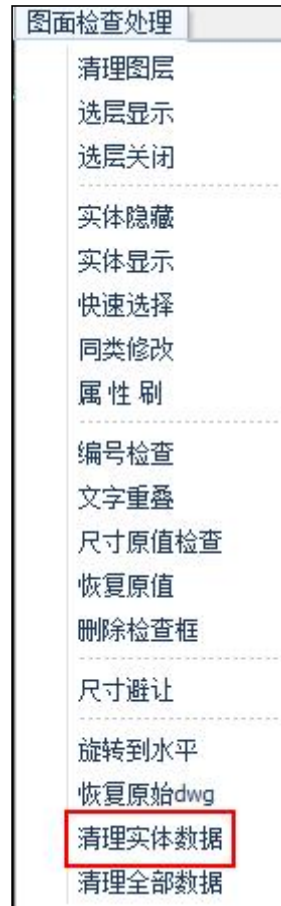 图面检查处理
清理图层
选层显示
选层关闭
实体隐藏
实体显示
快速选择
同类修改
属 性 刷
编号检查
文字重叠
尺寸原值检查
恢复原值
删除检查框
尺寸避让
旋转到水平
恢复原始dwg
清理实体数据
清理全部数据